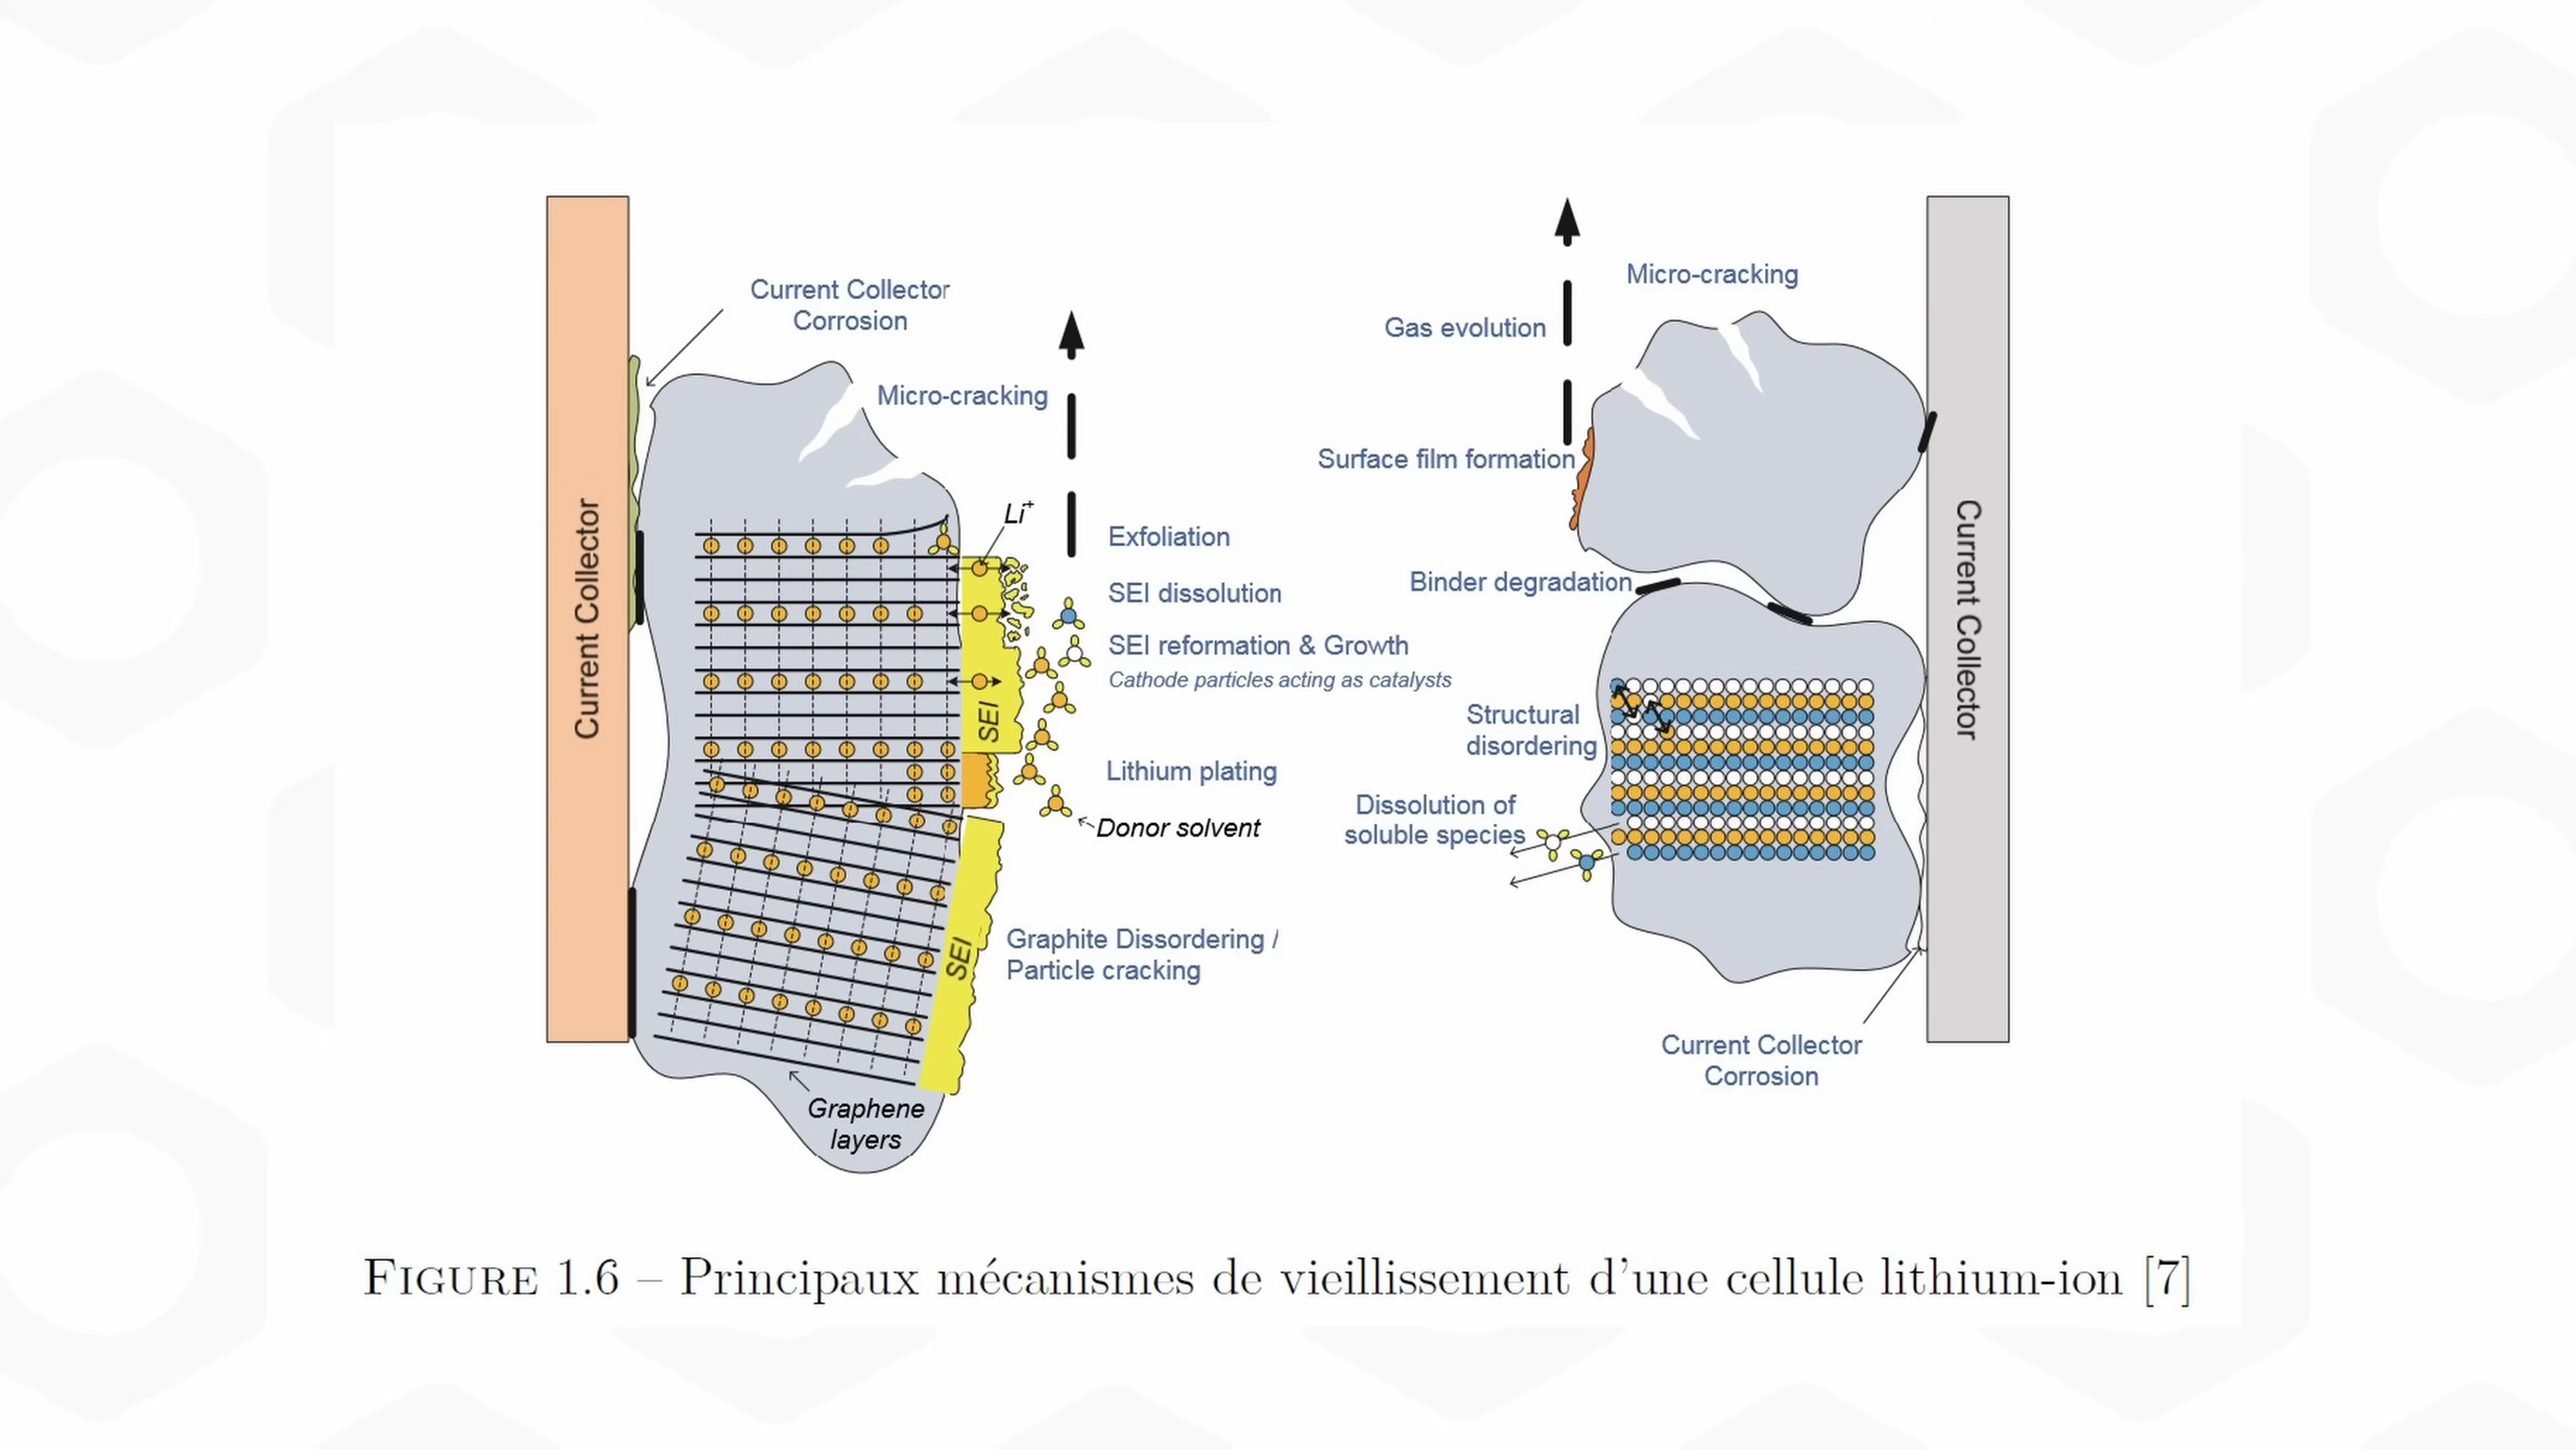 Current Collector
Current Collector
Corrosion
Micro-cracking
Li+
Exfoliation
SEI dissolution
SEI reformation & Growth
Cathode particles acting as catalysts
SEI
Lithium plating
Donor solvent
SEI
Graphite Dissordering /
Particle cracking
Graphene
layers
Micro-cracking
Gas evolution
Surface film formation
Binder degradation
Structural
disordering
Dissolution of
soluble species
Current Collector
Current Collector
Corrosion
FIGURE 1.6 – Principaux mécanismes de vieillissement d'une cellule lithium-ion [7]